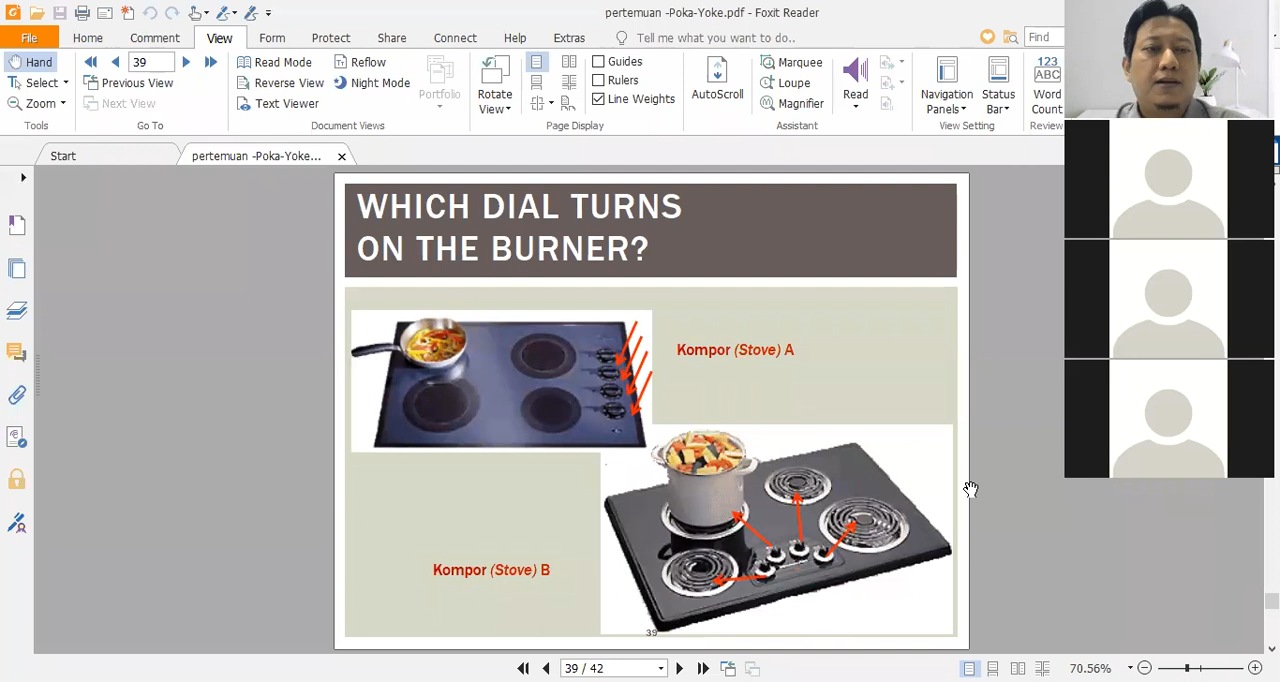 pertemuan -Poka-Yoke.pdf - Foxit Reader
File Home Comment View Form Protect Share Connect Help Extras Tell me what you want to do.. Find
Hand 39 Read Mode Reflow Guides Marquee
Select Previous View Reverse View Night Mode Portfolio Rotate View Rulers AutoScroll Loupe Read Navigation Panels Status Bar 123 ABC Word Count
Zoom Next View Text Viewer Line Weights Magnifier
Tools Go To Document Views Page Display Assistant View Setting Review
Start pertemuan -Poka-Yoke...
WHICH DIAL TURNS
ON THE BURNER?
Kompor (Stove) A
Kompor (Stove) B
39
39 / 42 70.56%